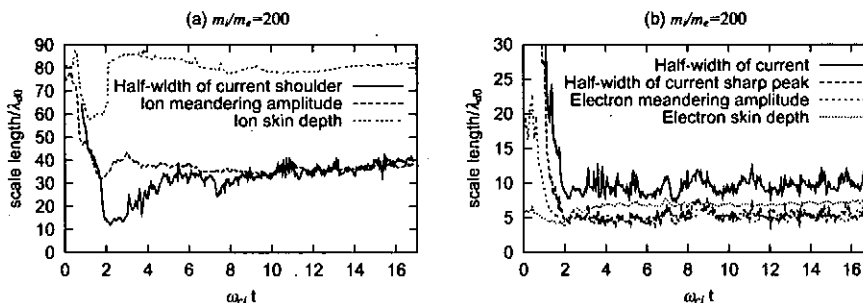 (a) mi/me=200
90
80
70
60
50
40
30
20
10
0
scale length/λd0
Half-width of current shoulder
Ion meandering amplitude
Ion skin depth
0 2 4 6 8 10 12 14 16
ωci t
(b) mi/me=200
30
25
20
15
10
5
0
scale length/λd0
Half-width of current
Half-width of current sharp peak
Electron meandering amplitude
Electron skin depth
0 2 4 6 8 10 12 14 16
ωci t